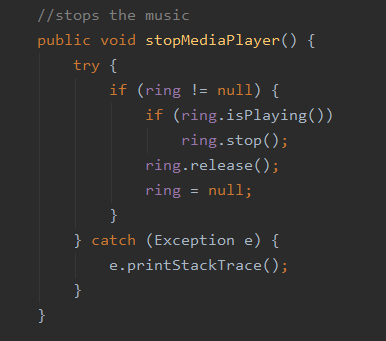 //stops the music
public void stopMediaPlayer() {
    try {
        if (ring != null) {
            if (ring.isPlaying())
                ring.stop();
            ring.release();
            ring = null;
        }
    } catch (Exception e) {
        e.printStackTrace();
    }
}